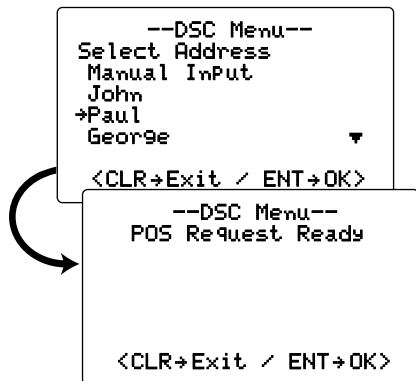 --DSC Menu--
Select Address
Manual Input
John
→Paul
George ▼
<CLR→Exit / ENT→OK>
--DSC Menu--
POS Request Ready
<CLR→Exit / ENT→OK>